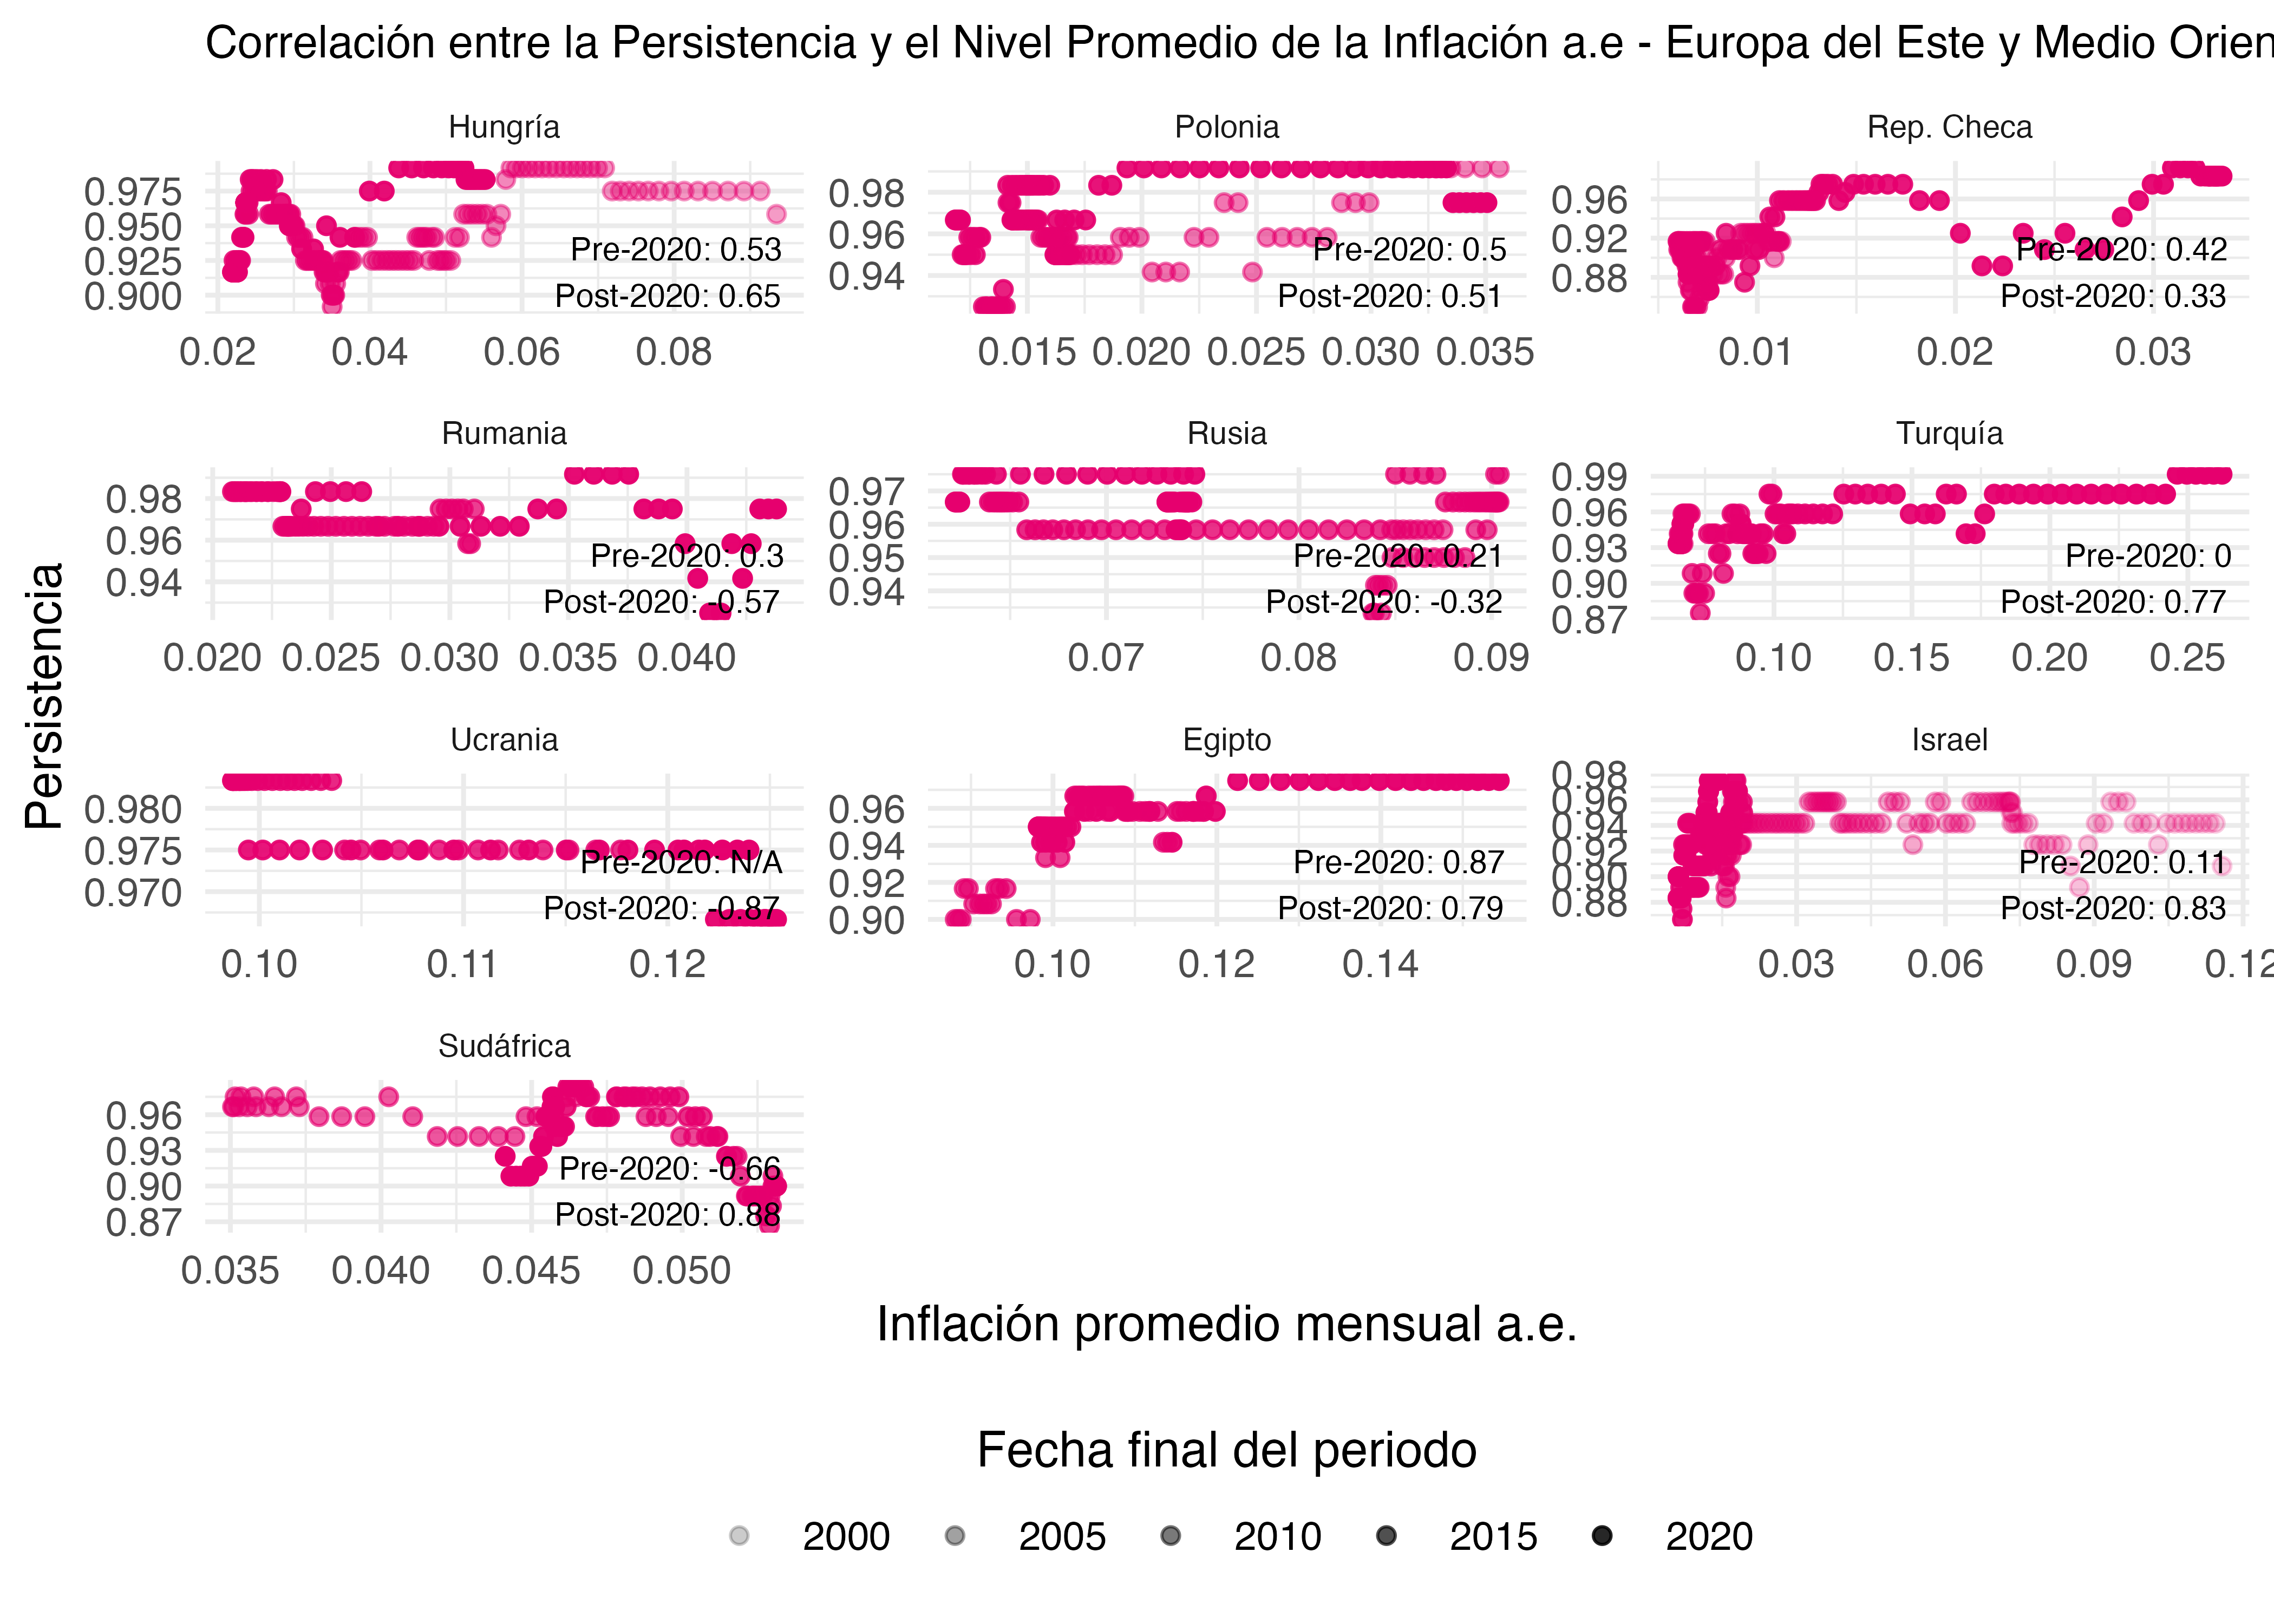 Correlación entre la Persistencia y el Nivel Promedio de la Inflación a.e - Europa del Este y Medio Orien
Hungría
Polonia
Rep. Checa
0.975
0.950
0.925
0.900
Pre-2020: 0.53
Post-2020: 0.65
0.02 0.04 0.06 0.08
0.98
0.96
0.94
Pre-2020: 0.5
Post-2020: 0.51
0.015 0.020 0.025 0.030 0.035
0.96
0.92
0.88
Pre-2020: 0.42
Post-2020: 0.33
0.01 0.02 0.03
Rumania
Rusia
Turquía
0.98
0.96
0.94
Pre-2020: 0.3
Post-2020: -0.57
0.020 0.025 0.030 0.035 0.040
0.97
0.96
0.95
0.94
Pre-2020: 0.21
Post-2020: -0.32
0.07 0.08 0.09
0.99
0.96
0.93
0.90
0.87
Pre-2020: 0
Post-2020: 0.77
0.10 0.15 0.20 0.25
Persistencia
Ucrania
Egipto
Israel
0.980
0.975
0.970
Pre-2020: N/A
Post-2020: -0.87
0.10 0.11 0.12
0.96
0.94
0.92
0.90
Pre-2020: 0.87
Post-2020: 0.79
0.10 0.12 0.14
0.98
0.96
0.94
0.92
0.90
0.88
Pre-2020: 0.11
Post-2020: 0.83
0.03 0.06 0.09 0.12
Sudáfrica
0.96
0.93
0.90
0.87
Pre-2020: -0.66
Post-2020: 0.88
0.035 0.040 0.045 0.050
Inflación promedio mensual a.e.
Fecha final del periodo
2000 2005 2010 2015 2020